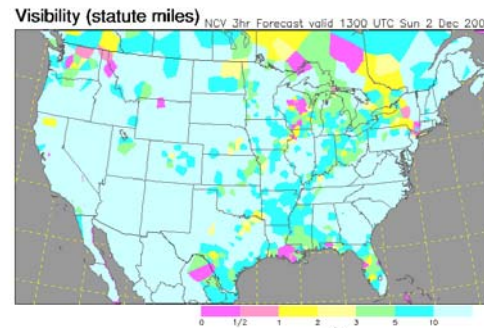 Visibility (statute miles)
NCV 3hr Forecast valid 1300 UTC Sun 2 Dec 200
0 1/2 1 2 3 5 10